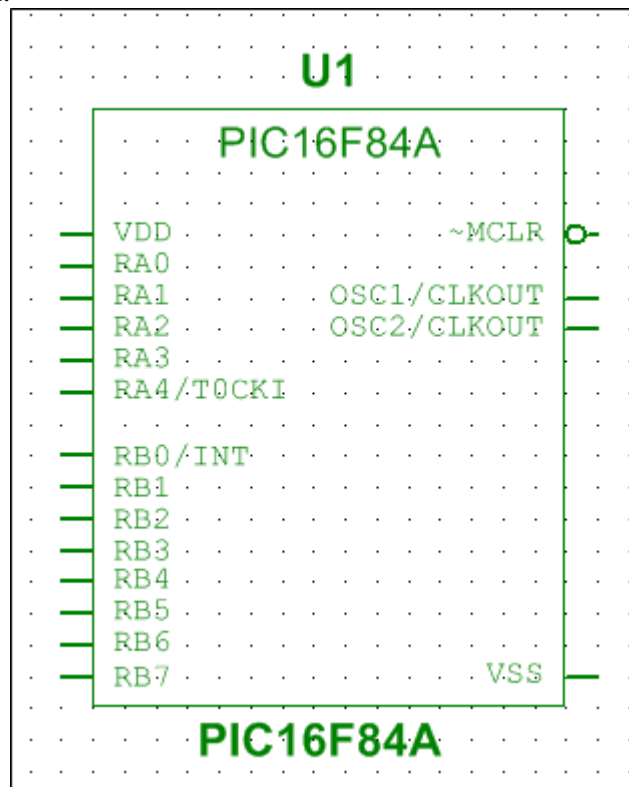 U1
PIC16F84A
VDD ~MCLR
RA0
RA1 OSC1/CLKOUT
RA2 OSC2/CLKOUT
RA3
RA4/T0CKI
RB0/INT
RB1
RB2
RB3
RB4
RB5
RB6
RB7 VSS
PIC16F84A